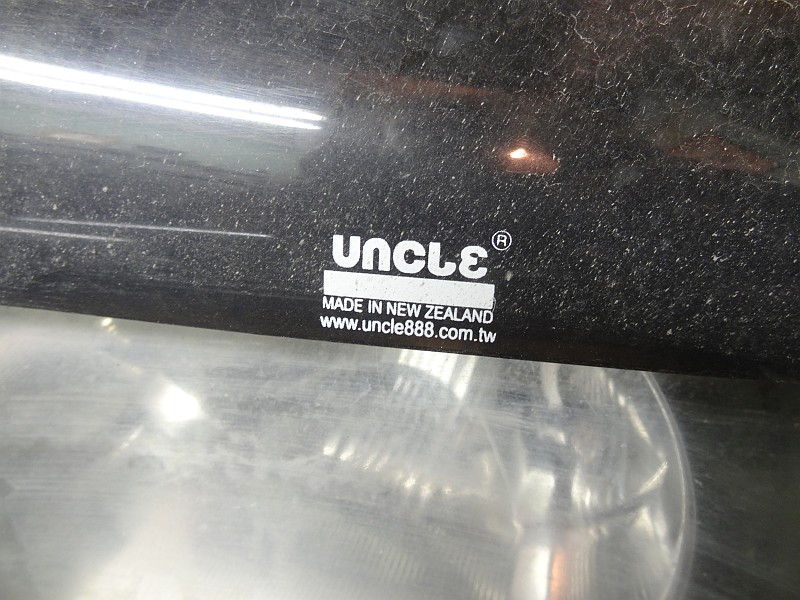 UNCLE ®
MADE IN NEW ZEALAND
www.uncle888.com.tw